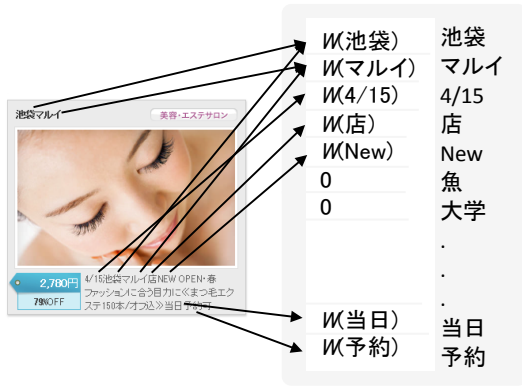 池袋マルイ
美容・エステサロン
2,780円
79%OFF
4/15池袋マルイ店NEW OPEN・春
ファッションに合う目力に≪まつ毛エク
ステ150本/オフ込≫当日予約可
W(池袋) 池袋
W(マルイ) マルイ
W(4/15) 4/15
W(店) 店
W(New) New
0 魚
0 大学
.
.
.
W(当日) 当日
W(予約) 予約